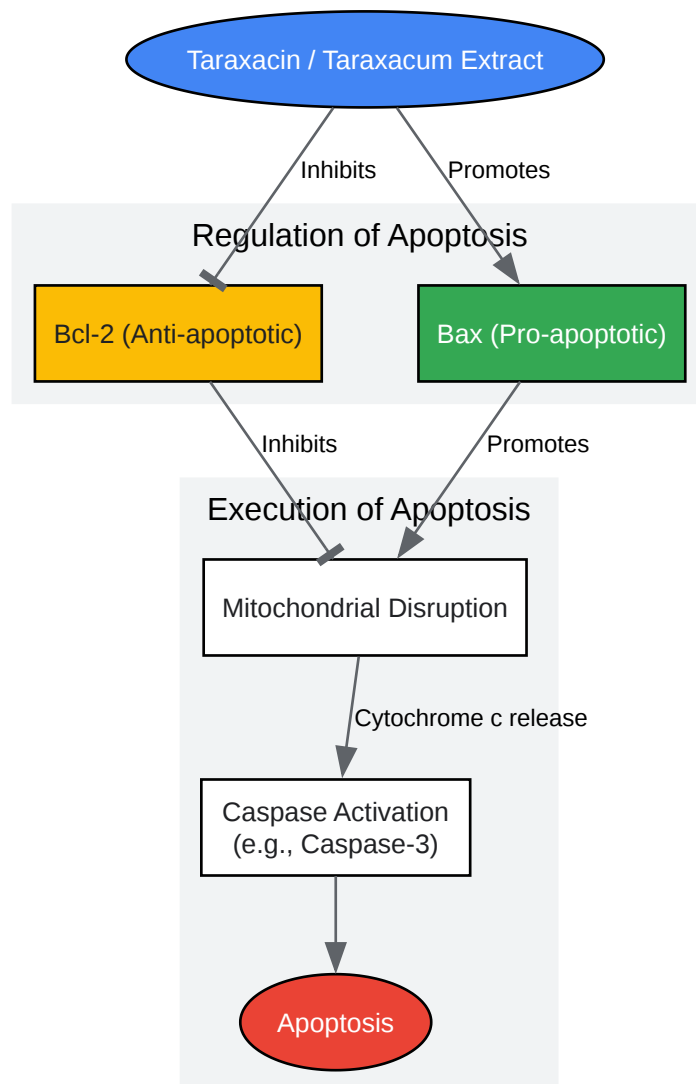 Taraxacin / Taraxacum Extract
Inhibits
Promotes
Regulation of Apoptosis
Bcl-2 (Anti-apoptotic)
Bax (Pro-apoptotic)
Inhibits
Promotes
Execution of Apoptosis
Mitochondrial Disruption
Cytochrome c release
Caspase Activation
(e.g., Caspase-3)
Apoptosis